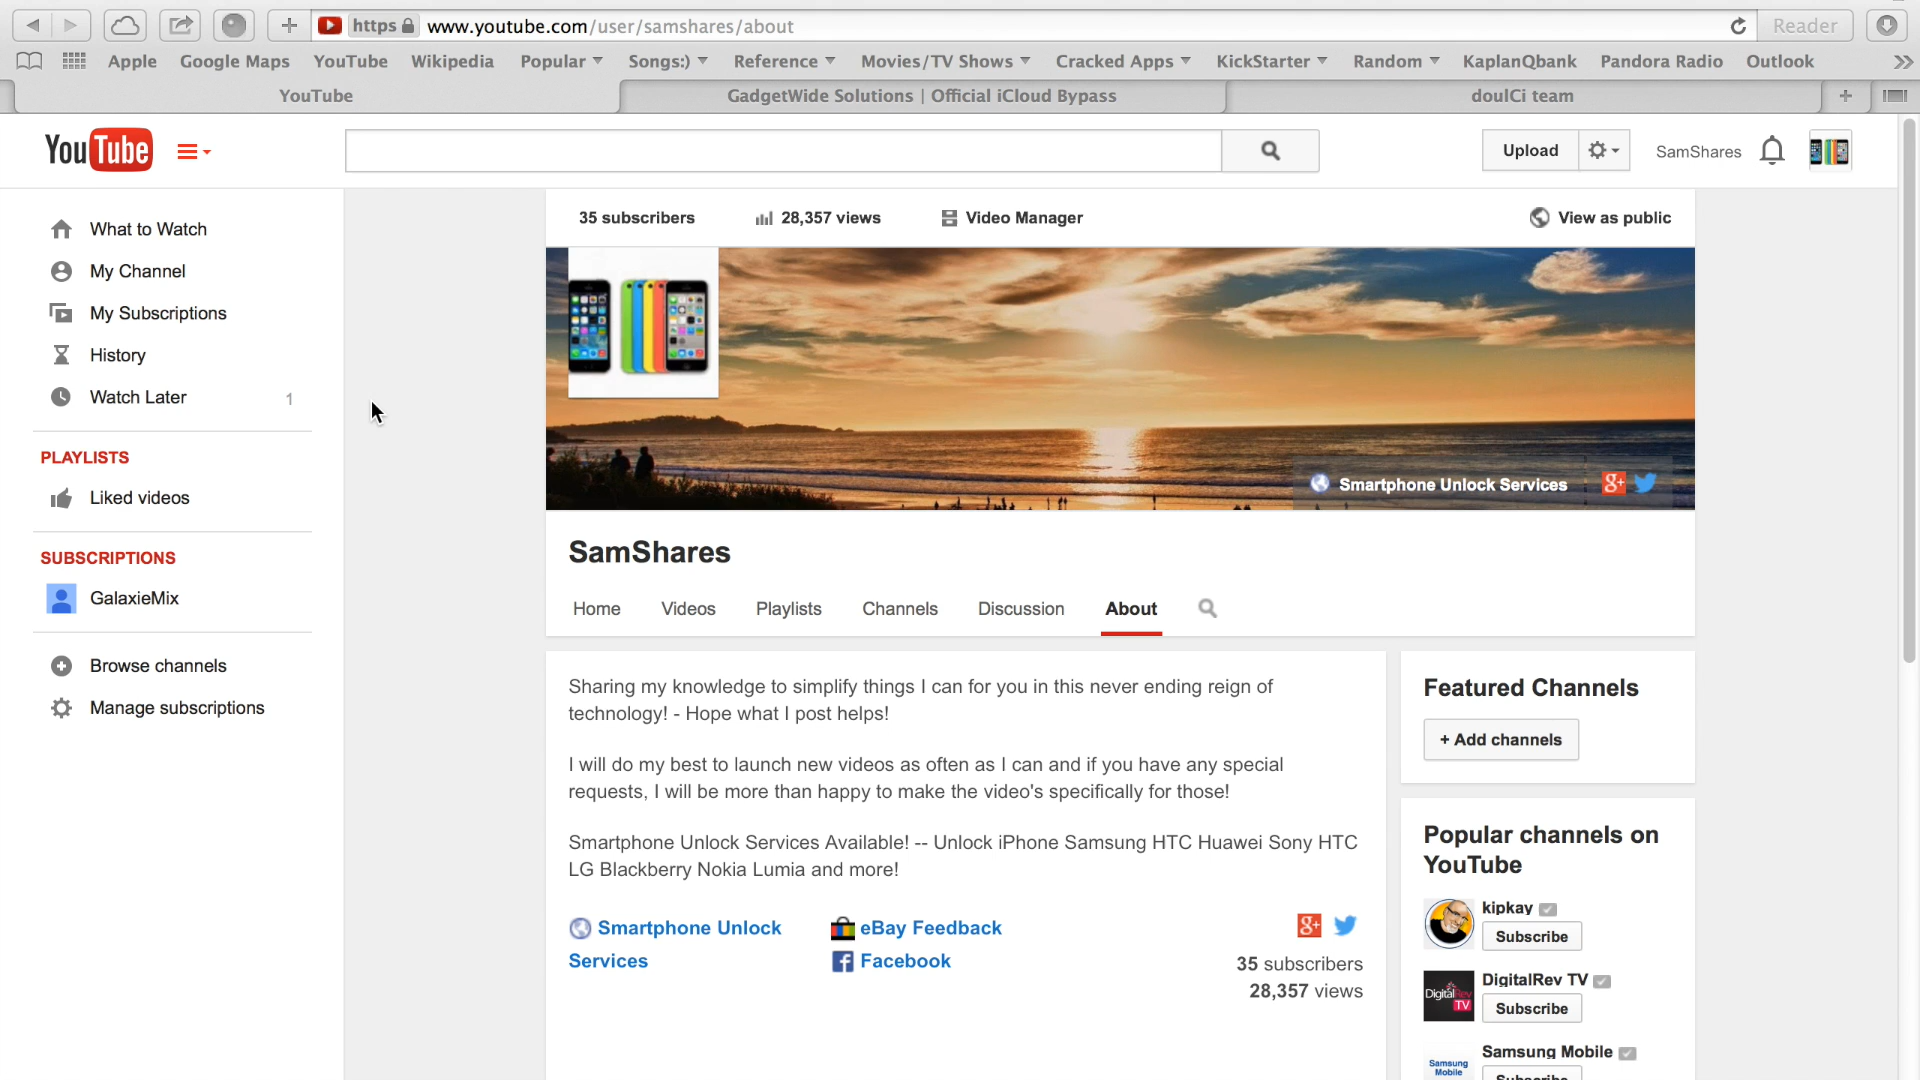 https www.youtube.com/user/samshares/about Reader
Apple Google Maps YouTube Wikipedia Popular Songs:) Reference Movies/TV Shows Cracked Apps KickStarter Random KaplanQbank Pandora Radio Outlook
YouTube GadgetWide Solutions | Official iCloud Bypass doulCi team
YouTube Upload SamShares
35 subscribers 28,357 views Video Manager View as public
What to Watch
My Channel
My Subscriptions
History
Watch Later 1
PLAYLISTS
Liked videos
SUBSCRIPTIONS
GalaxieMix
Browse channels
Manage subscriptions
Smartphone Unlock Services g+
SamShares
Home Videos Playlists Channels Discussion About
Sharing my knowledge to simplify things I can for you in this never ending reign of
technology! - Hope what I post helps!
I will do my best to launch new videos as often as I can and if you have any special
requests, I will be more than happy to make the video's specifically for those!
Smartphone Unlock Services Available! -- Unlock iPhone Samsung HTC Huawei Sony HTC
LG Blackberry Nokia Lumia and more!
Smartphone Unlock
Services
eBay Feedback
Facebook
g+
35 subscribers
28,357 views
Featured Channels
+ Add channels
Popular channels on
YouTube
kipkay
Subscribe
DigitalRev TV
DigitalRev
TV
Subscribe
Samsung Mobile
Samsung
Mobile
Subscribe